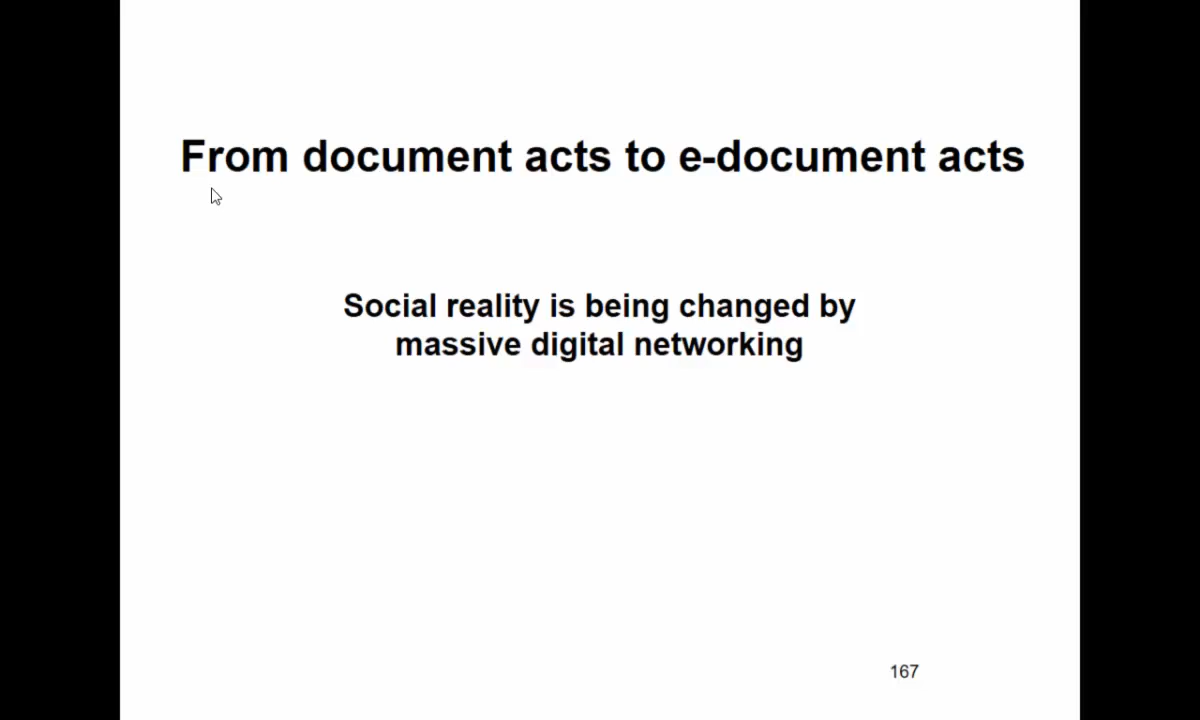 From document acts to e-document acts
Social reality is being changed by
massive digital networking
167